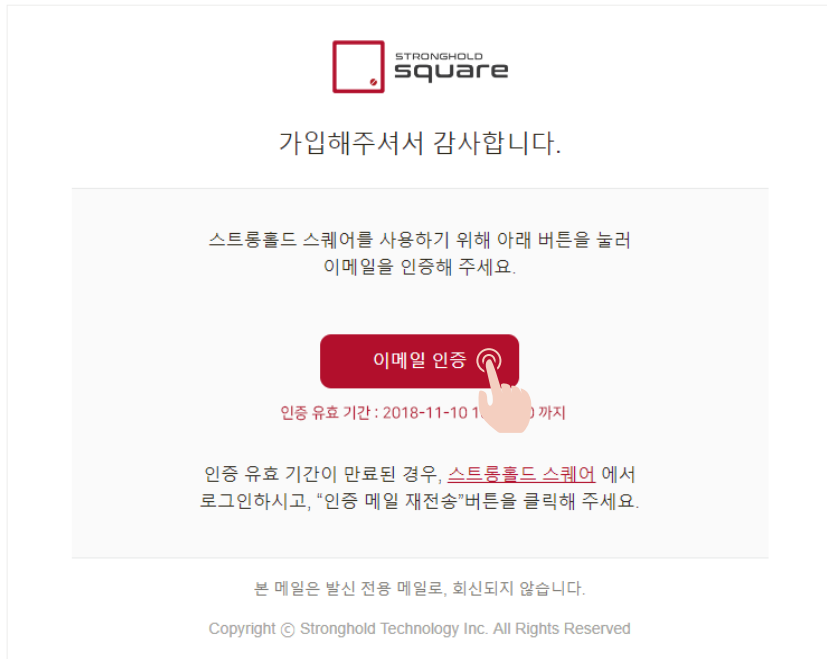 STRONGHOLD
square
가입해주셔서 감사합니다.
스트롱홀드 스퀘어를 사용하기 위해 아래 버튼을 눌러
이메일을 인증해 주세요.
이메일 인증
인증 유효 기간 : 2018-11-10 까지
인증 유효 기간이 만료된 경우, 스트롱홀드 스퀘어 에서
로그인하시고, “인증 메일 재전송”버튼을 클릭해 주세요.
본 메일은 발신 전용 메일로, 회신되지 않습니다.
Copyright ⓒ Stronghold Technology Inc. All Rights Reserved